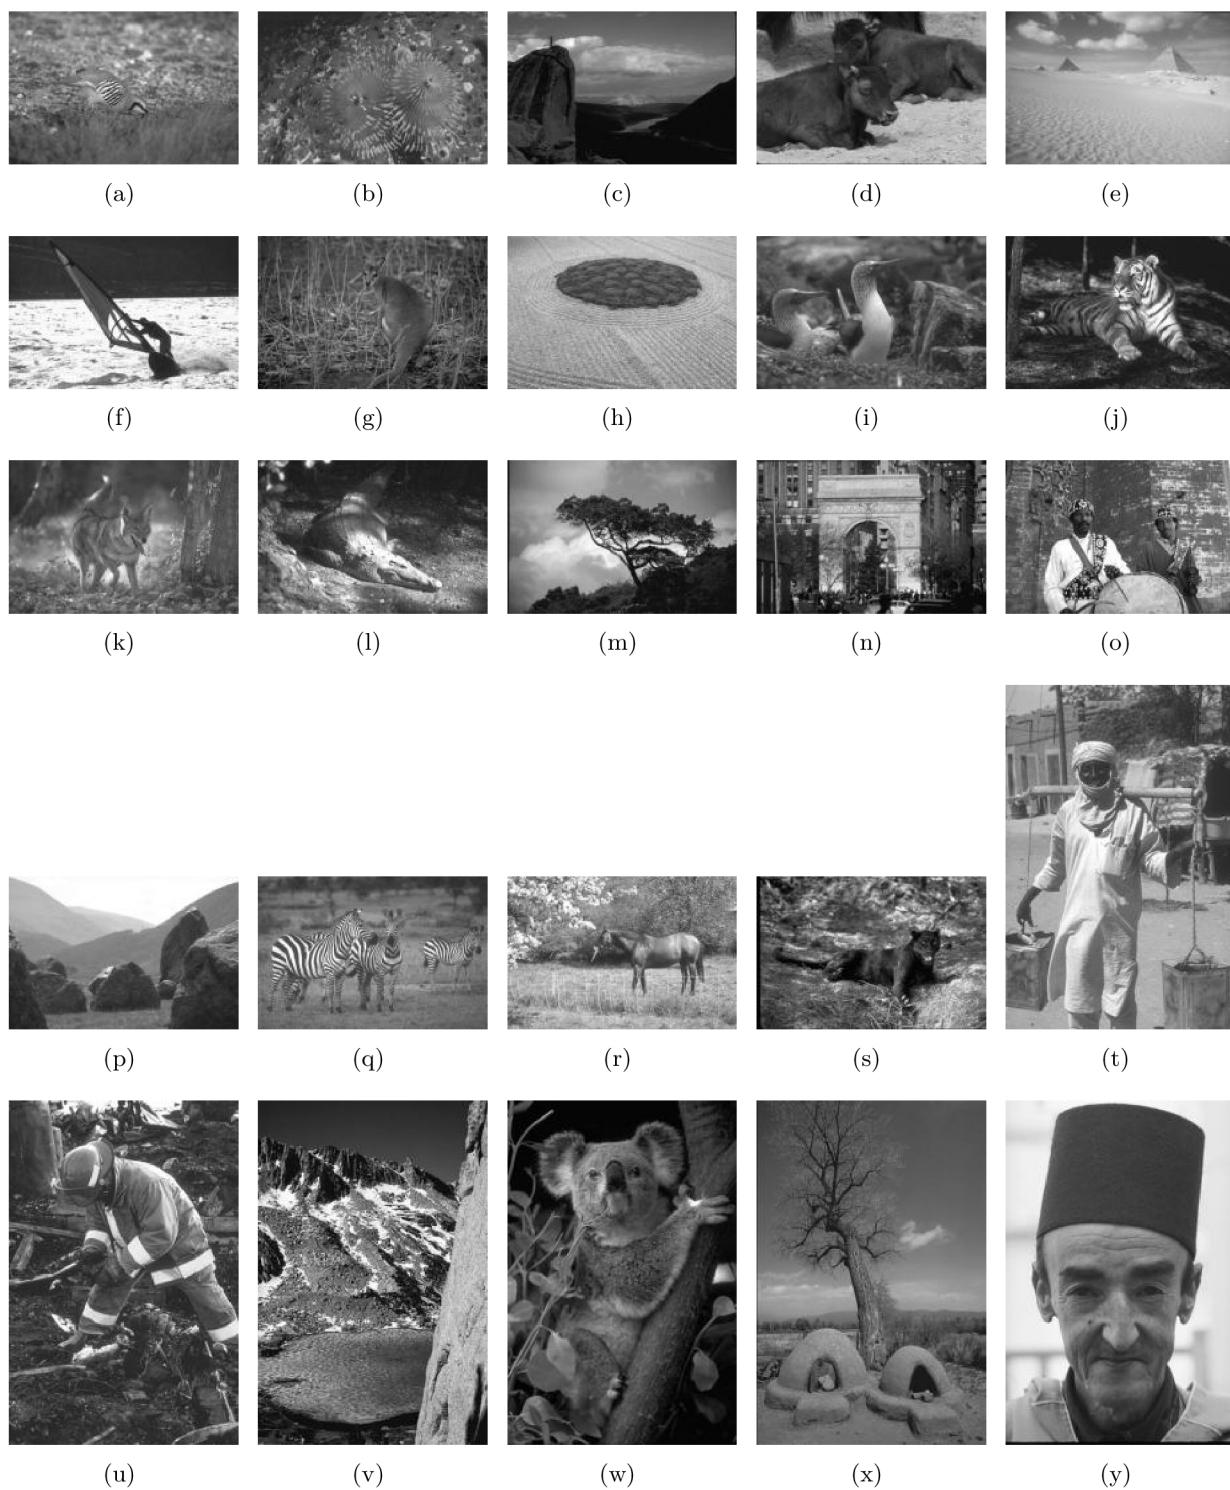 (a) (b) (c) (d) (e)
(f) (g) (h) (i) (j)
(k) (l) (m) (n) (o)
(p) (q) (r) (s) (t)
(u) (v) (w) (x) (y)